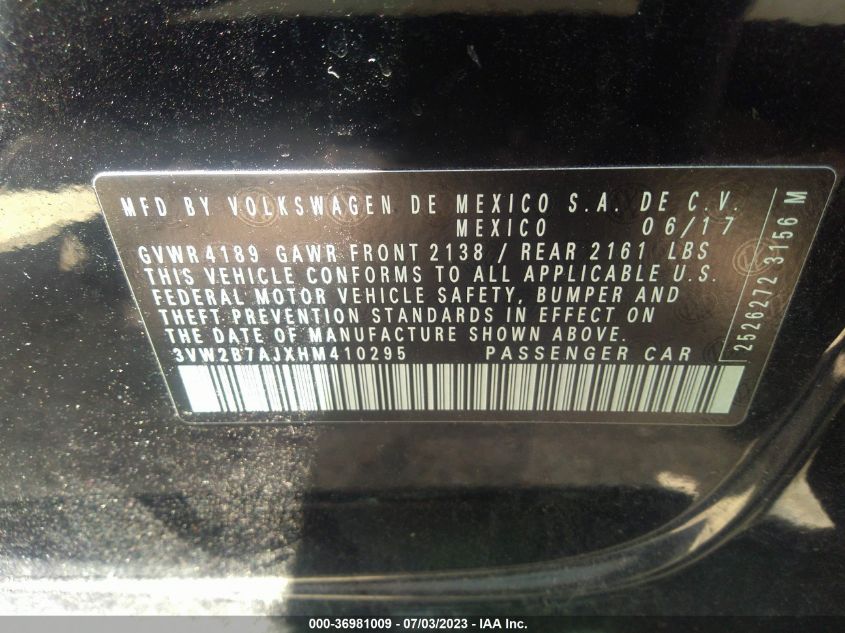 MFD BY VOLKSWAGEN DE MEXICO S.A. DE C.V.
MEXICO 06/17
GVWR4189 GAWR FRONT 2138 / REAR 2161 LBS
THIS VEHICLE CONFORMS TO ALL APPLICABLE U.S.
FEDERAL MOTOR VEHICLE SAFETY, BUMPER AND
THEFT PREVENTION STANDARDS IN EFFECT ON
THE DATE OF MANUFACTURE SHOWN ABOVE.
3VW2B7AJXHM410295 PASSENGER CAR
2526272 3156 M
000-36981009 - 07/03/2023 - IAA Inc.